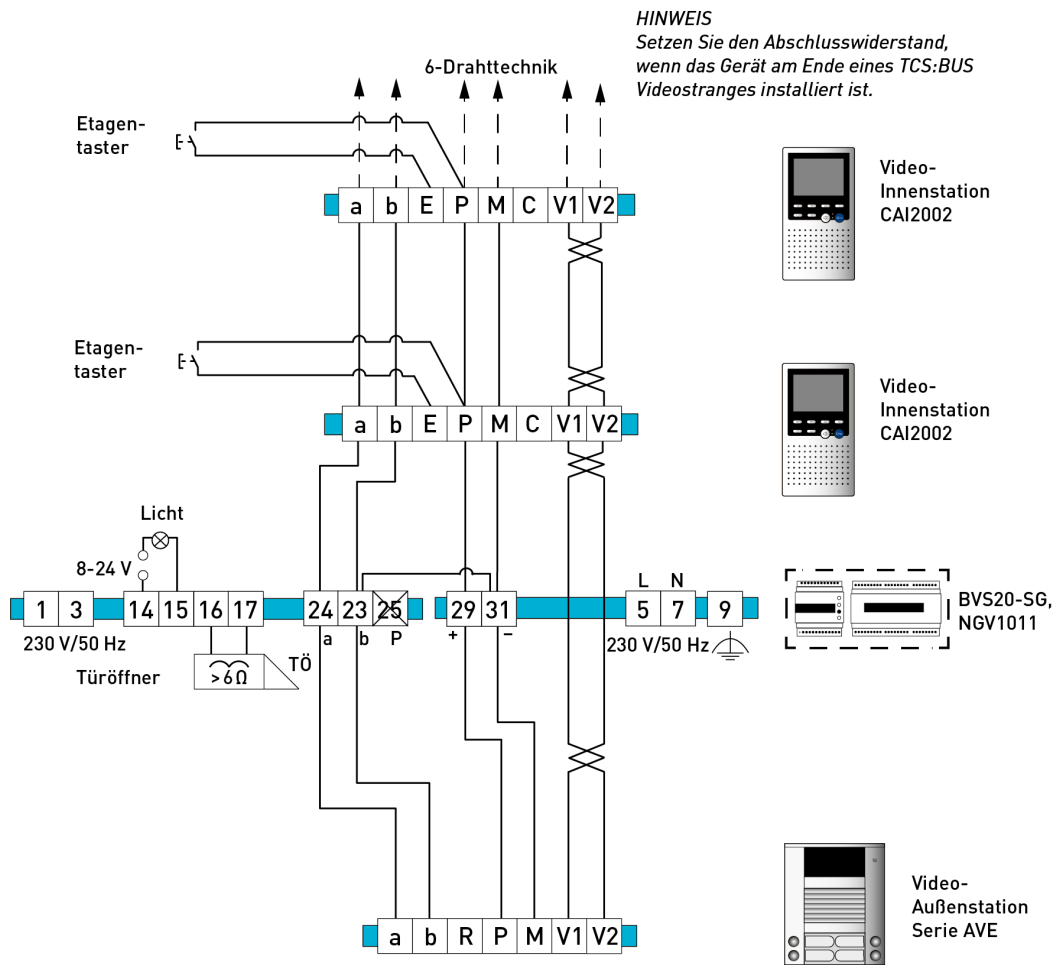 HINWEIS
Setzen Sie den Abschlusswiderstand,
wenn das Gerät am Ende eines TCS:BUS
Videostranges installiert ist.
6-Drahttechnik
Etagen-
taster
a b E P M C V1 V2
Video-
Innenstation
CAI2002
Etagen-
taster
a b E P M C V1 V2
Video-
Innenstation
CAI2002
Licht
8-24 V
L N
1 3 14 15 16 17 24 23 25 29 31 5 7 9
a b P + −
230 V/50 Hz
230 V/50 Hz
BVS20-SG,
NGV1011
Türöffner
>6Ω
TÖ
a b R P M V1 V2
Video-
Außenstation
Serie AVE